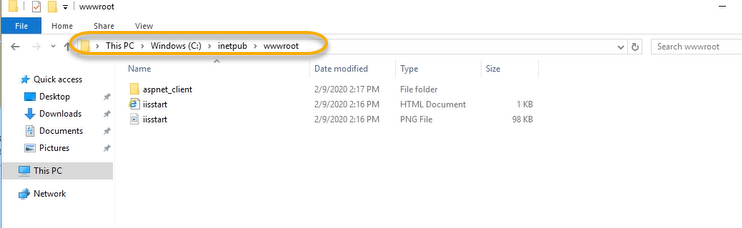 wwwroot
File Home Share View
This PC Windows (C:) inetpub wwwroot Search wwwroot
Name Date modified Type Size
Quick access
Desktop
Downloads
Documents
Pictures
This PC
Network
aspnet_client 2/9/2020 2:17 PM File folder
iisstart 2/9/2020 2:16 PM HTML Document 1 KB
iisstart 2/9/2020 2:16 PM PNG File 98 KB